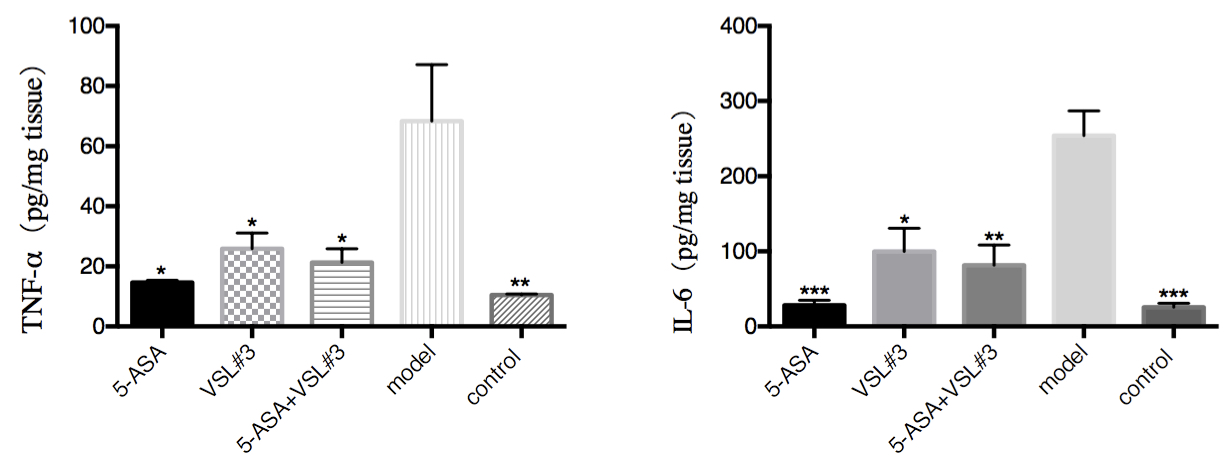 TNF-α（pg/mg tissue）
100
80
60
40
20
0
*
*
*
**
5-ASA
VSL#3
5-ASA+VSL#3
model
control
IL-6（pg/mg tissue）
400
300
200
100
0
***
*
**
***
5-ASA
VSL#3
5-ASA+VSL#3
model
control